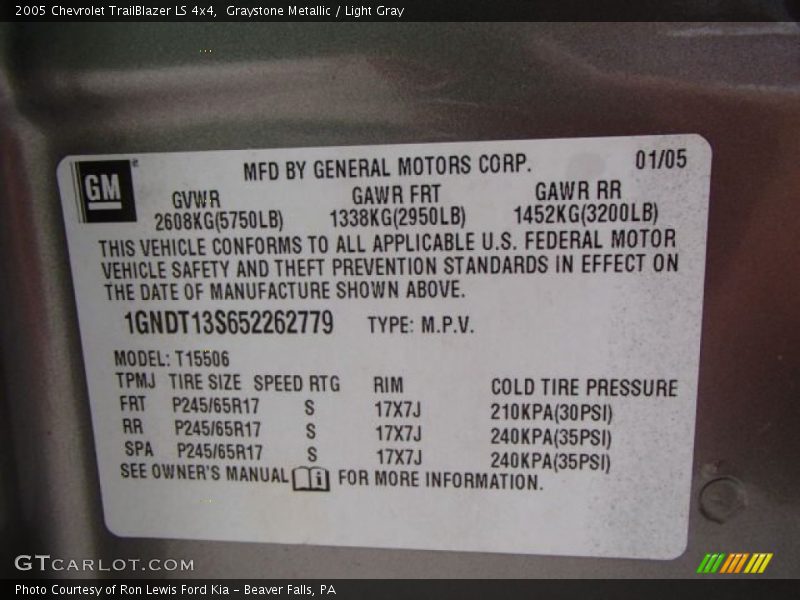 2005 Chevrolet TrailBlazer LS 4x4,  Graystone Metallic / Light Gray
GM
MFD BY GENERAL MOTORS CORP.
01/05
GVWR GAWR FRT GAWR RR
2608KG(5750LB) 1338KG(2950LB) 1452KG(3200LB)
THIS VEHICLE CONFORMS TO ALL APPLICABLE U.S. FEDERAL MOTOR
VEHICLE SAFETY AND THEFT PREVENTION STANDARDS IN EFFECT ON
THE DATE OF MANUFACTURE SHOWN ABOVE.
1GNDT13S652262779 TYPE: M.P.V.
MODEL: T15506
TPMJ TIRE SIZE SPEED RTG RIM COLD TIRE PRESSURE
FRT P245/65R17 S 17X7J 210KPA(30PSI)
RR P245/65R17 S 17X7J 240KPA(35PSI)
SPA P245/65R17 S 17X7J 240KPA(35PSI)
SEE OWNER'S MANUAL i FOR MORE INFORMATION.
GTCARLOT.COM
Photo Courtesy of Ron Lewis Ford Kia – Beaver Falls, PA